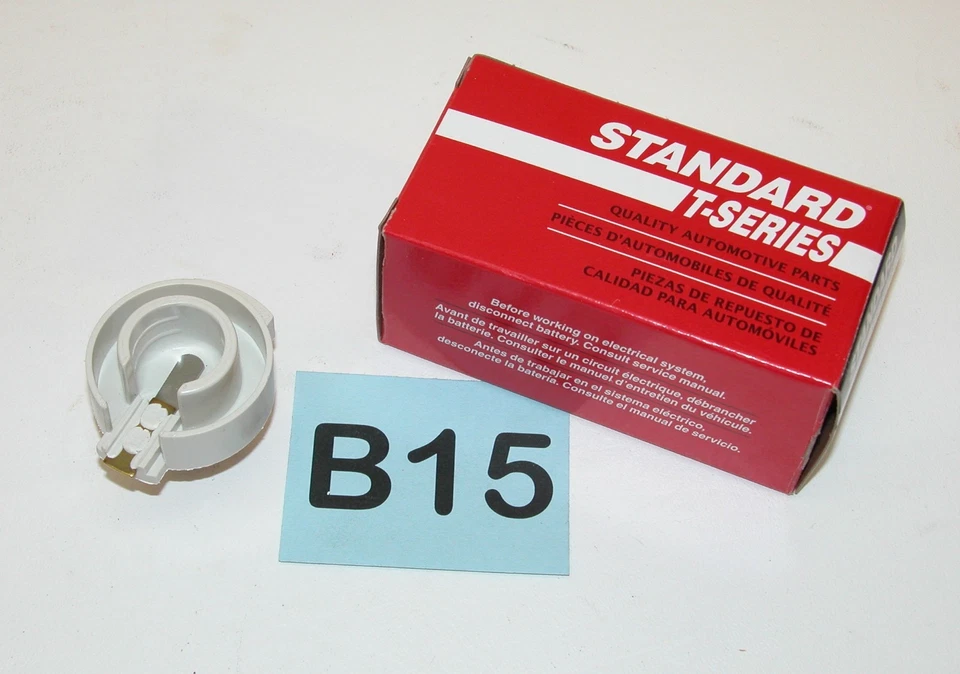 STANDARD®
T-SERIES
QUALITY AUTOMOTIVE PARTS
PIÈCES D'AUTOMOBILES DE QUALITÉ
PIEZAS DE REPUESTO DE
CALIDAD PARA AUTOMÓVILES
Before working on electrical system,
disconnect battery. Consult service manual.
Avant de travailler sur un circuit électrique, débrancher
la batterie. Consulter le manuel d'entretien du véhicule.
Antes de trabajar en el sistema eléctrico,
desconecte la batería. Consulte el manual de servicio.
B15